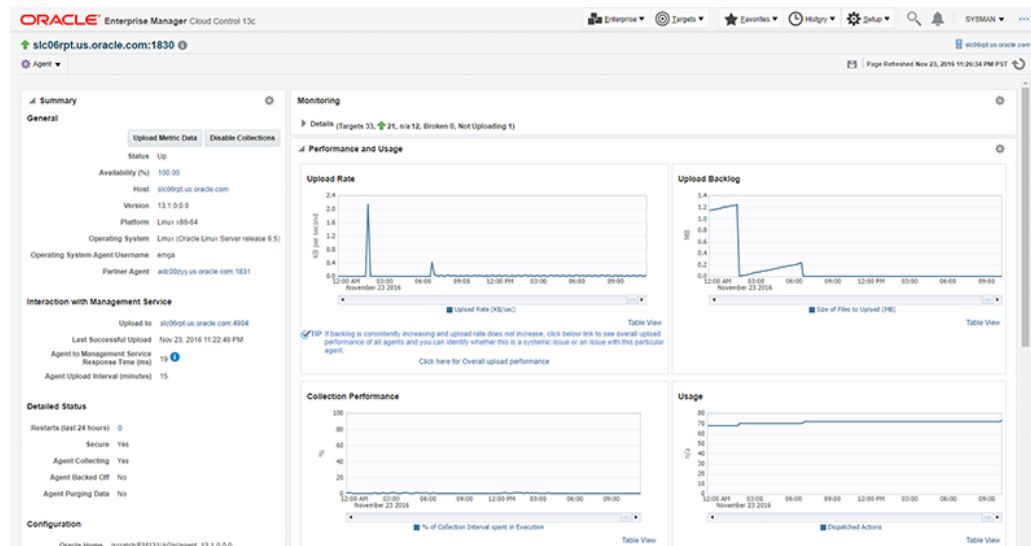 ORACLE® Enterprise Manager Cloud Control 13c
Enterprise ▼ Targets ▼ Favorites ▼ History ▼ Setup ▼ SYSMAN ▼
slc06rpt.us.oracle.com:1830
slc06rpt.us.oracle.com
Agent ▼
Page Refreshed Nov 23, 2016 11:26:34 PM PST
Summary
General
Upload Metric Data Disable Collections
Status Up
Availability (%) 100.00
Host slc06rpt.us.oracle.com
Version 13.1.0.0.0
Platform Linux x86-64
Operating System Linux (Oracle Linux Server release 6.5)
Operating System Agent Username emga
Partner Agent adc00zyy.us.oracle.com:1831
Interaction with Management Service
Upload to slc06rpt.us.oracle.com:4904
Last Successful Upload Nov 23, 2016 11:22:49 PM
Agent to Management Service
Response Time (ms) 19
Agent Upload Interval (minutes) 15
Detailed Status
Restarts (last 24 hours) 0
Secure Yes
Agent Collecting Yes
Agent Backed Off No
Agent Purging Data No
Configuration
Oracle Home
Monitoring
Details (Targets 33, 21, n/a 12, Broken 0, Not Uploading 1)
Performance and Usage
Upload Rate
KB per second
2.4
2.0
1.6
1.2
0.8
0.4
0.0
12:00 AM 03:00 06:00 09:00 12:00 PM 03:00 06:00 09:00
November 23 2016
Upload Rate (KB/sec)
Table View
TIP If backlog is consistently increasing and upload rate does not increase, click below link to see overall upload
performance of all agents and you can identify whether this is a systemic issue or an issue with this particular
agent.
Click here for Overall upload performance
Upload Backlog
MB
1.4
1.2
1.0
0.8
0.6
0.4
0.2
0.0
12:00 AM 03:00 06:00 09:00 12:00 PM 03:00 06:00 09:00
November 23 2016
Size of Files to Upload (MB)
Table View
Collection Performance
%
100
80
60
40
20
0
12:00 AM 03:00 06:00 09:00 12:00 PM 03:00 06:00 09:00
November 23 2016
% of Collection Interval spent in Execution
Table View
Usage
n/a
80
70
60
50
40
30
20
10
0
12:00 AM 03:00 06:00 09:00 12:00 PM 03:00 06:00 09:00
November 23 2016
Dispatched Actions
Table View